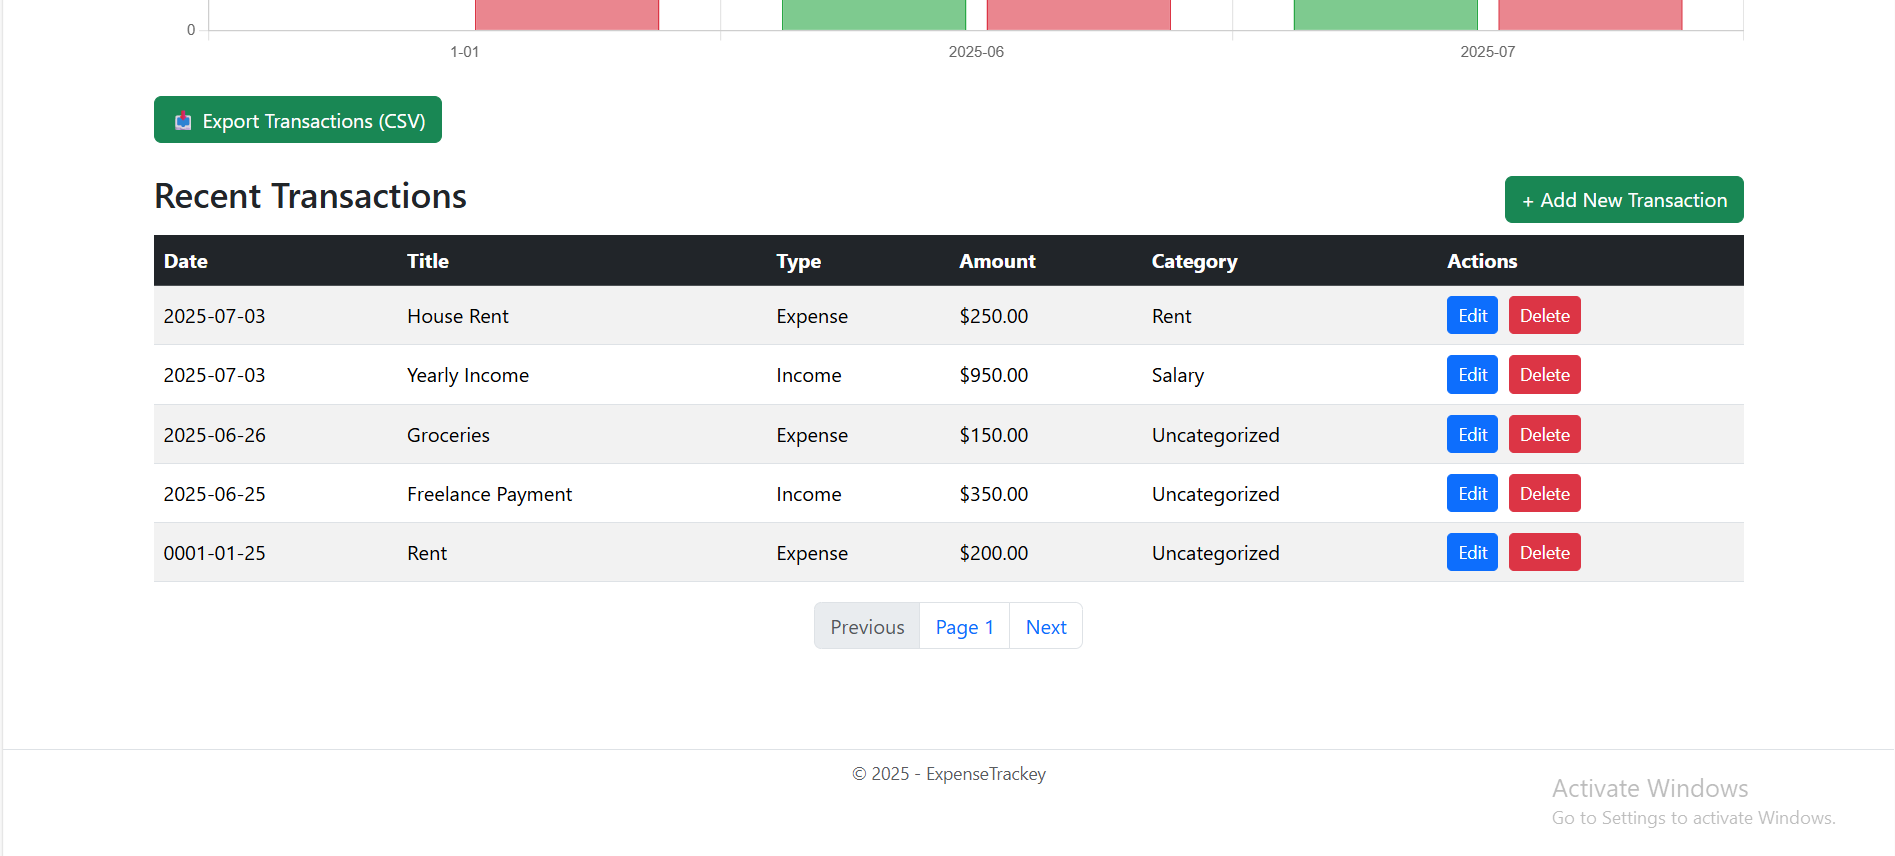 0
1-01 2025-06 2025-07
Export Transactions (CSV)
Recent Transactions
+ Add New Transaction
Date Title Type Amount Category Actions
2025-07-03 House Rent Expense $250.00 Rent Edit Delete
2025-07-03 Yearly Income Income $950.00 Salary Edit Delete
2025-06-26 Groceries Expense $150.00 Uncategorized Edit Delete
2025-06-25 Freelance Payment Income $350.00 Uncategorized Edit Delete
0001-01-25 Rent Expense $200.00 Uncategorized Edit Delete
Previous Page 1 Next
© 2025 - ExpenseTrackey
Activate Windows
Go to Settings to activate Windows.